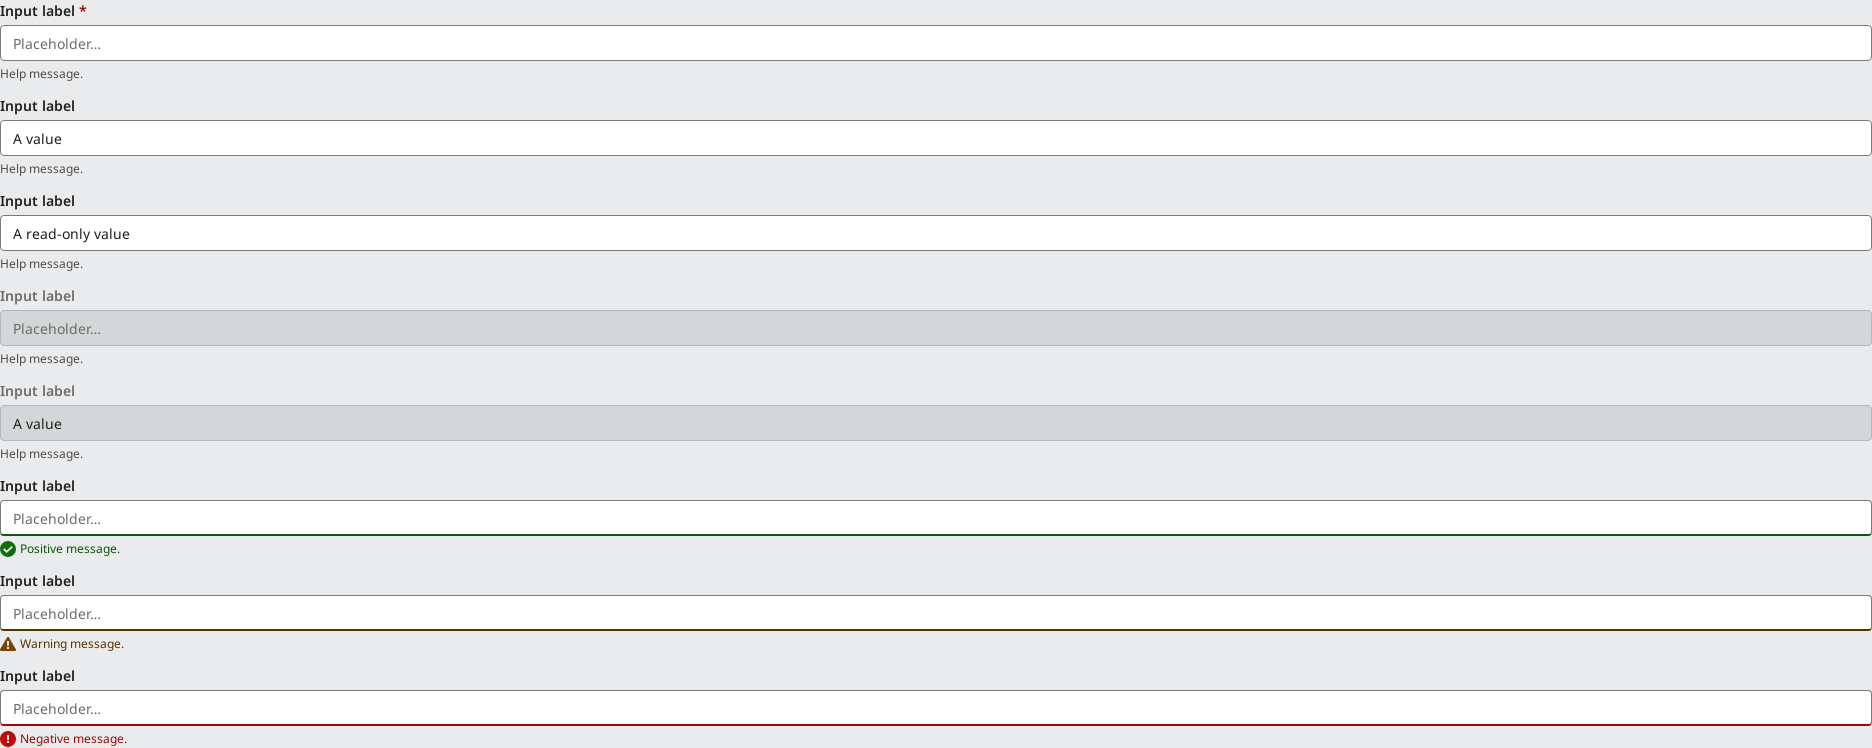 Input label *
Placeholder...
Help message.
Input label
A value
Help message.
Input label
A read-only value
Help message.
Input label
Placeholder...
Help message.
Input label
A value
Help message.
Input label
Placeholder...
Positive message.
Input label
Placeholder...
Warning message.
Input label
Placeholder...
Negative message.